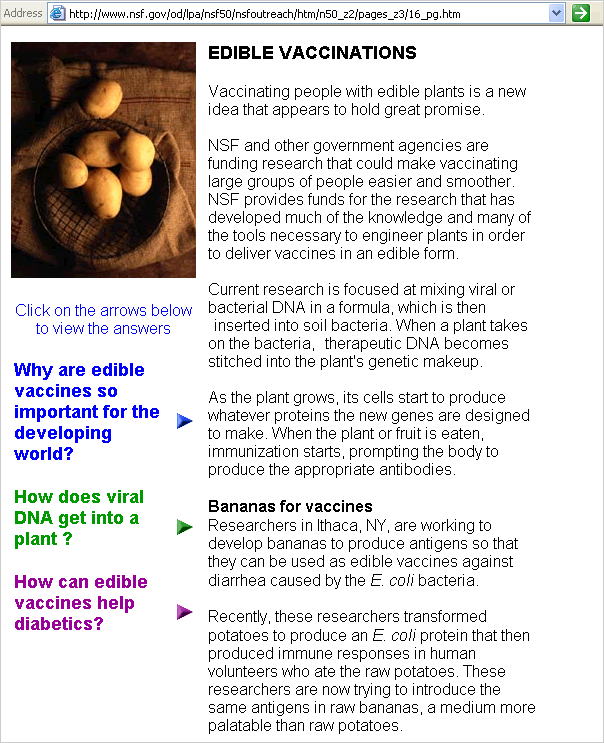 Address http://www.nsf.gov/od/lpa/nsf50/nsfoutreach/htm/n50_z2/pages_z3/16_pg.htm
EDIBLE VACCINATIONS
Vaccinating people with edible plants is a new
idea that appears to hold great promise.
NSF and other government agencies are
funding research that could make vaccinating
large groups of people easier and smoother.
NSF provides funds for the research that has
developed much of the knowledge and many of
the tools necessary to engineer plants in order
to deliver vaccines in an edible form.
Current research is focused at mixing viral or
bacterial DNA in a formula, which is then
inserted into soil bacteria. When a plant takes
on the bacteria, therapeutic DNA becomes
stitched into the plant's genetic makeup.
As the plant grows, its cells start to produce
whatever proteins the new genes are designed
to make. When the plant or fruit is eaten,
immunization starts, prompting the body to
produce the appropriate antibodies.
Bananas for vaccines
Researchers in Ithaca, NY, are working to
develop bananas to produce antigens so that
they can be used as edible vaccines against
diarrhea caused by the E. coli bacteria.
Recently, these researchers transformed
potatoes to produce an E. coli protein that then
produced immune responses in human
volunteers who ate the raw potatoes. These
researchers are now trying to introduce the
same antigens in raw bananas, a medium more
palatable than raw potatoes.
Click on the arrows below
to view the answers
Why are edible
vaccines so
important for the
developing
world?
How does viral
DNA get into a
plant ?
How can edible
vaccines help
diabetics?